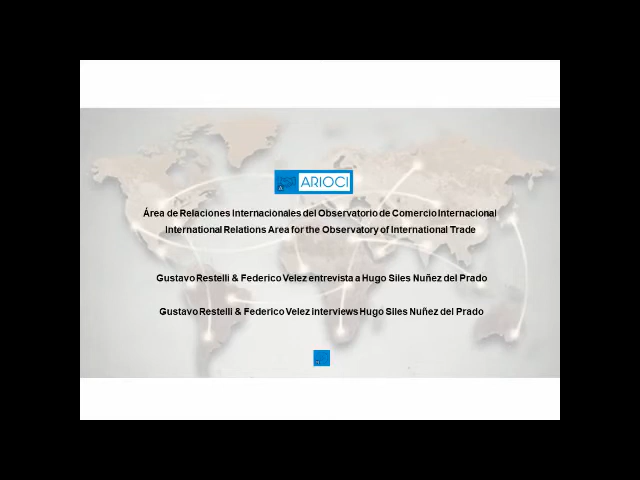 ARIOCI
Área de Relaciones Internacionales del Observatorio de Comercio Internacional
International Relations Area for the Observatory of International Trade
Gustavo Restelli & Federico Velez entrevista a Hugo Siles Nuñez del Prado
Gustavo Restelli & Federico Velez interviews Hugo Siles Nuñez del Prado